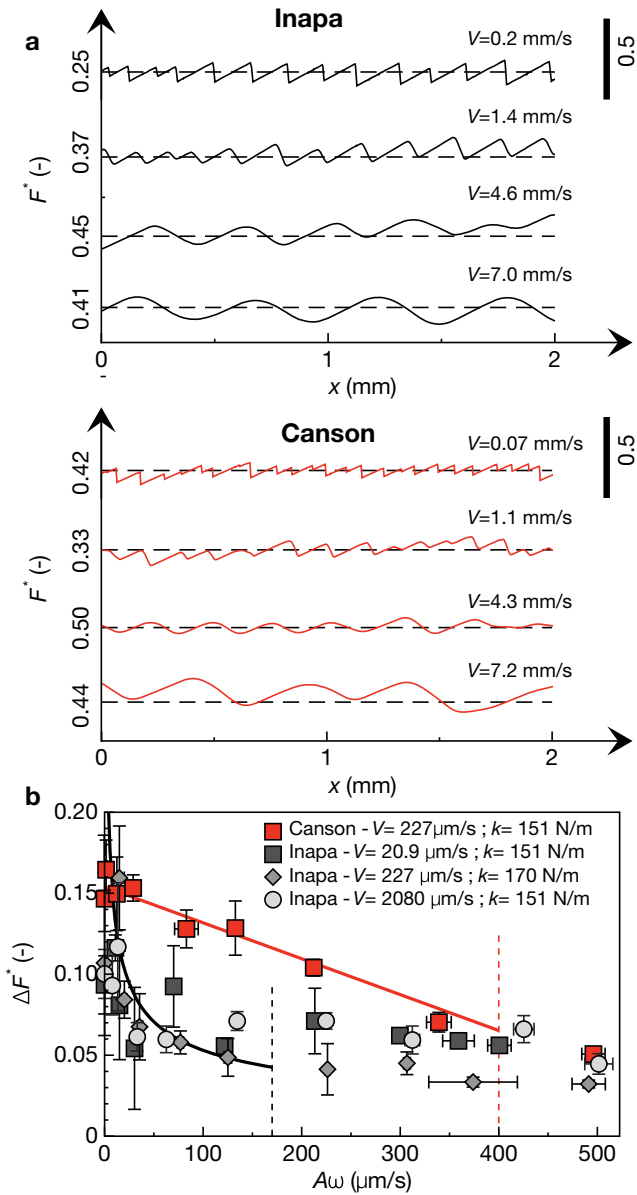 a
Inapa
V=0.2 mm/s
0.25
0.5
V=1.4 mm/s
0.37
F* (-)
V=4.6 mm/s
0.45
V=7.0 mm/s
0.41
0 1 2
-
x (mm)
Canson
V=0.07 mm/s
0.42
0.5
V=1.1 mm/s
0.33
F* (-)
V=4.3 mm/s
0.50
V=7.2 mm/s
0.44
0 1 2
x (mm)
b
0.20
Canson - V= 227µm/s ; k= 151 N/m
Inapa - V= 20.9 µm/s ; k= 151 N/m
Inapa - V= 227 µm/s ; k= 170 N/m
Inapa - V= 2080 µm/s ; k= 151 N/m
0.15
ΔF* (-)
0.10
0.05
0
0 100 200 300 400 500
Aω (µm/s)